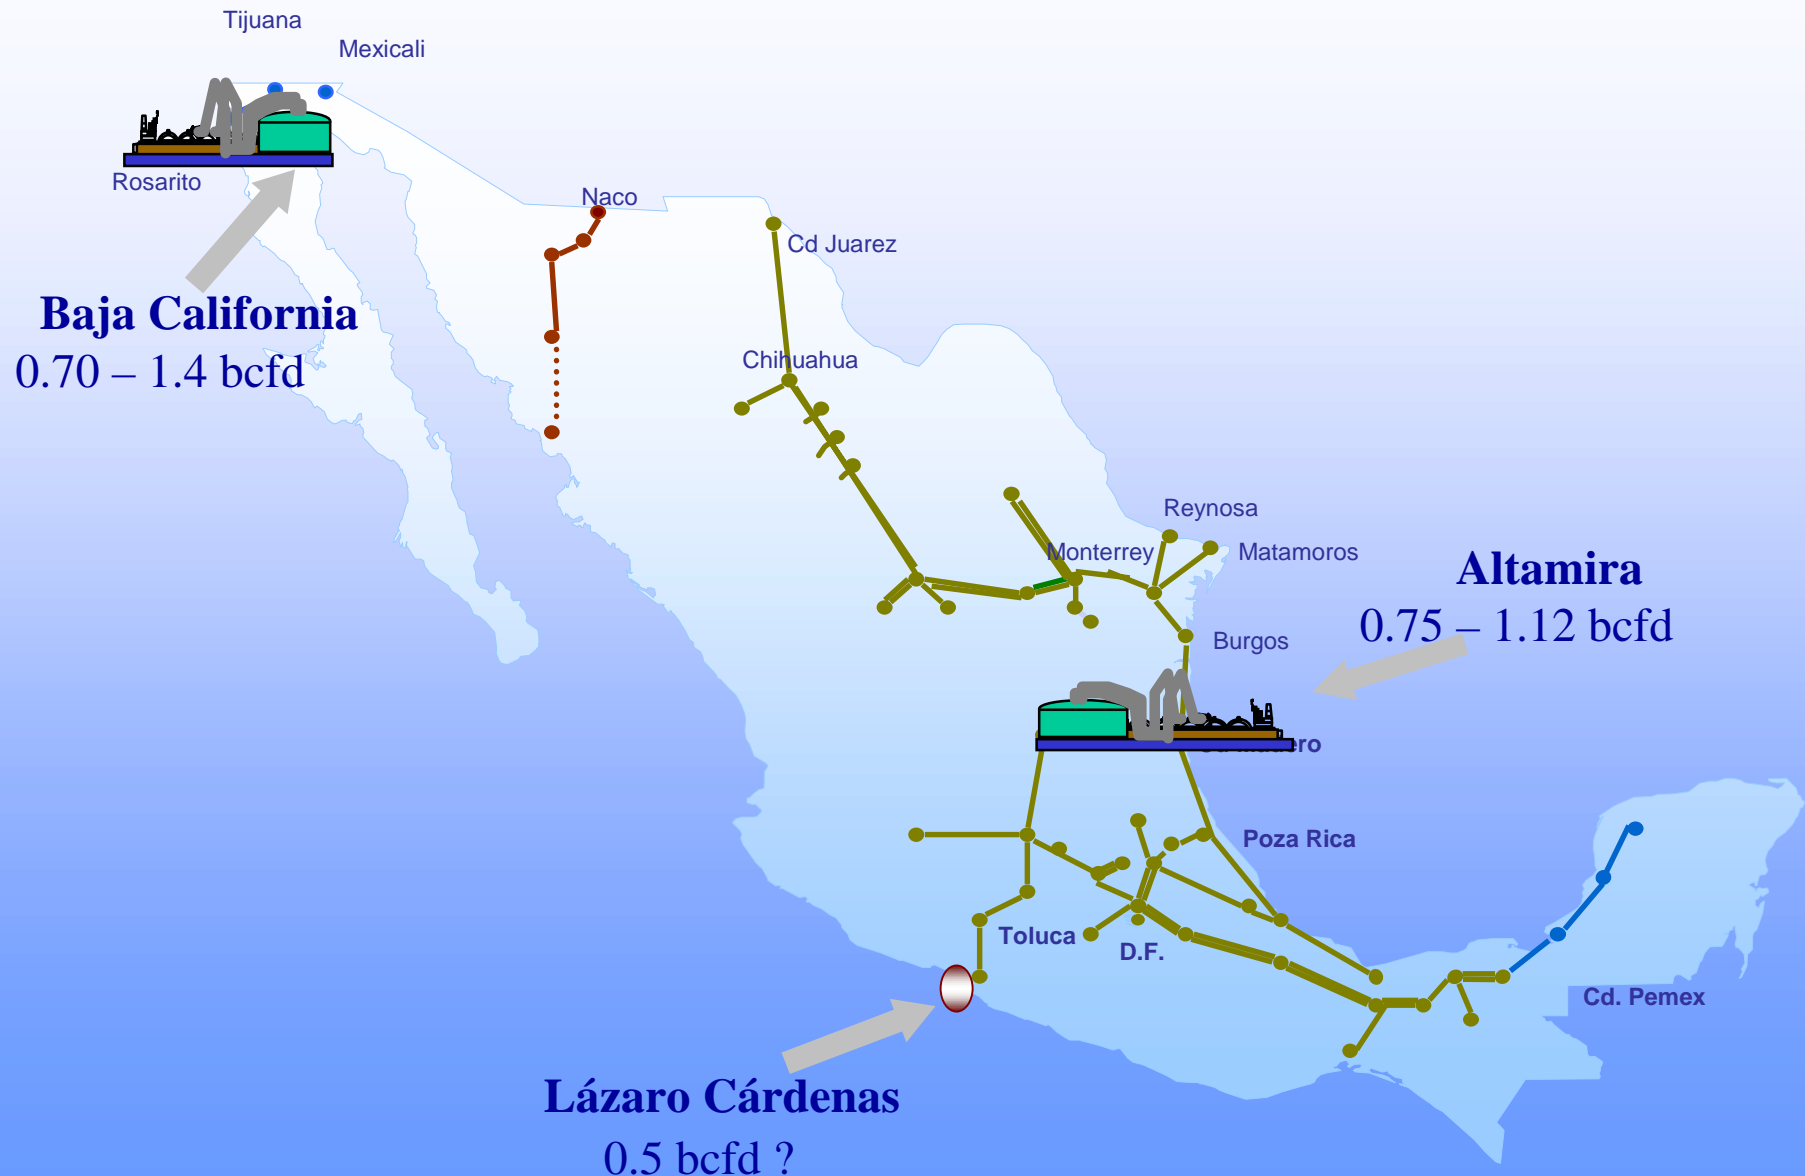 Tijuana
Mexicali
Rosarito
Naco
Cd Juarez
Baja California
0.70 – 1.4 bcfd
Chihuahua
Reynosa
Monterrey
Matamoros
Altamira
0.75 – 1.12 bcfd
Burgos
Poza Rica
Toluca
D.F.
Cd. Pemex
Lázaro Cárdenas
0.5 bcfd ?